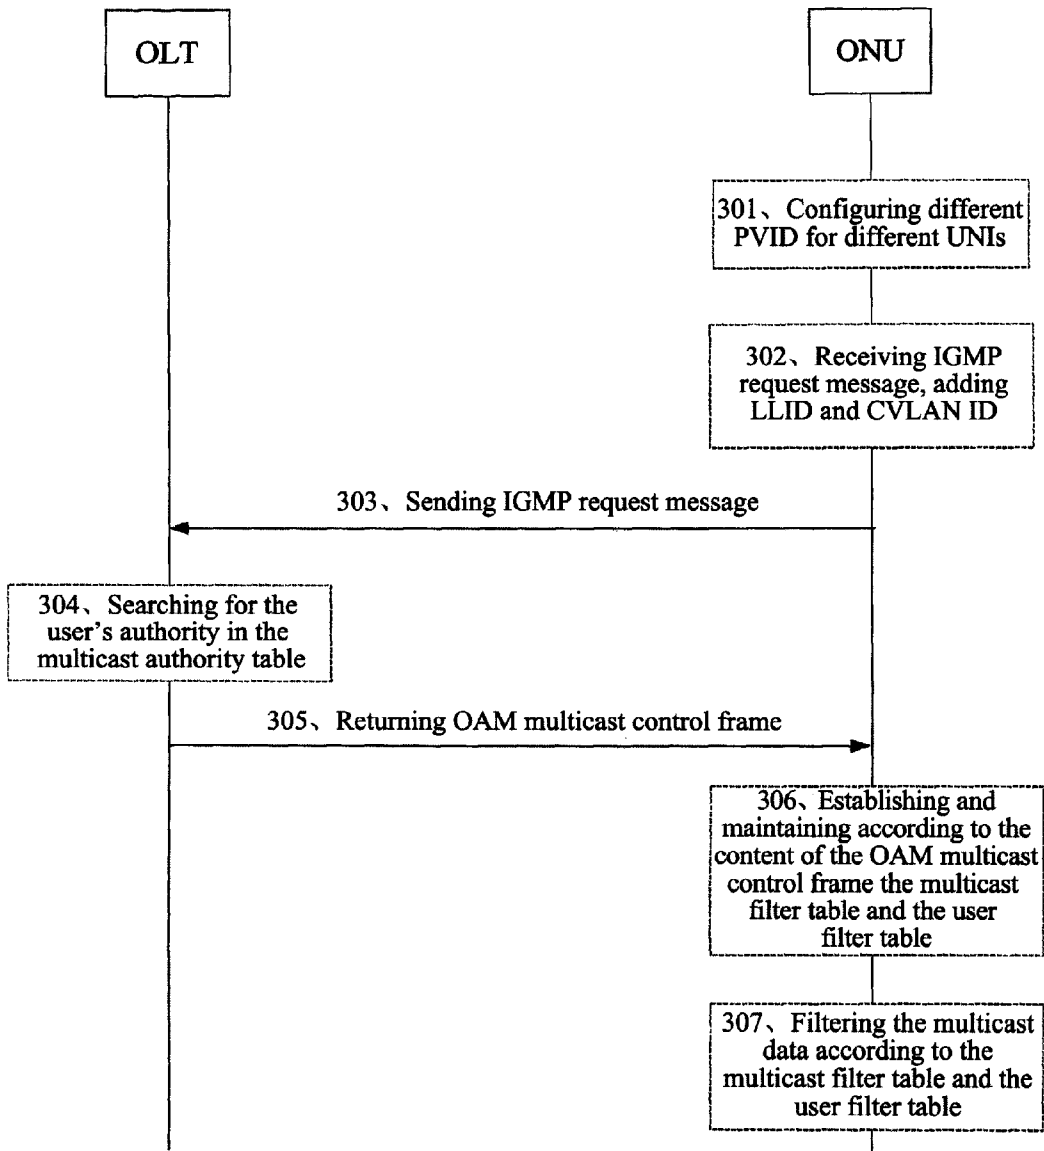 OLT
ONU
301、Configuring different
PVID for different UNIs
302、Receiving IGMP
request message, adding
LLID and CVLAN ID
303、Sending IGMP request message
304、Searching for the
user's authority in the
multicast authority table
305、Returning OAM multicast control frame
306、Establishing and
maintaining according to the
content of the OAM multicast
control frame the multicast
filter table and the user
filter table
307、Filtering the multicast
data according to the
multicast filter table and the
user filter table